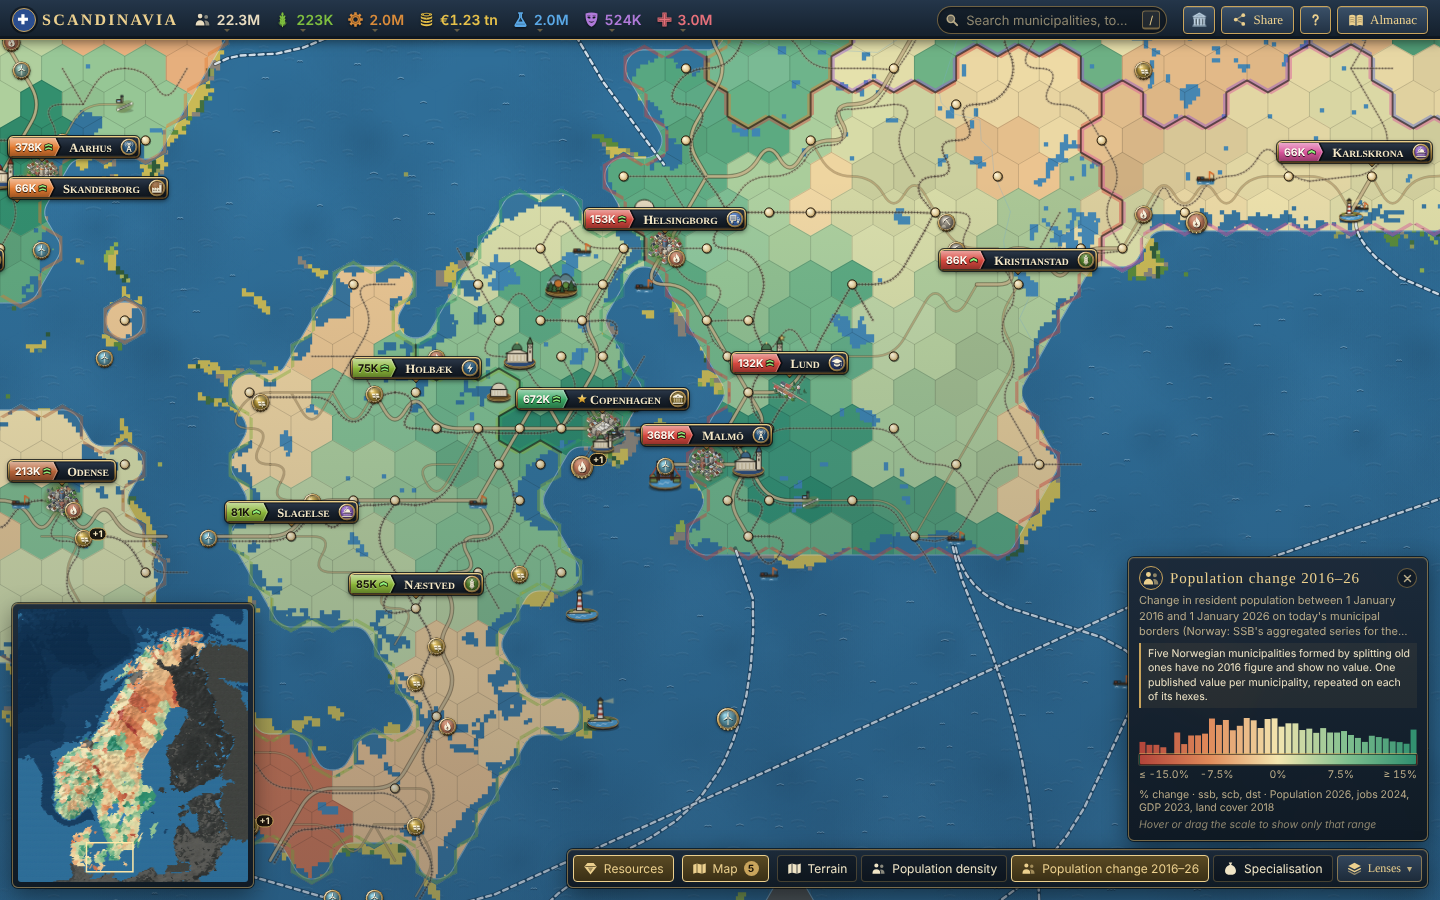 SCANDINAVIA
22.3M
223K
2.0M
€1.23 tn
2.0M
524K
3.0M
Search municipalities, to...
/
Share
?
Almanac
378K Aarhus
66K Skanderborg
66K Karlskrona
153K Helsingborg
86K Kristianstad
75K Holbæk
132K Lund
672K Copenhagen
368K Malmö
+1
213K Odense
81K Slagelse
+1
85K Næstved
+1
Population change 2016–26
Change in resident population between 1 January
2016 and 1 January 2026 on today's municipal
borders (Norway: SSB's aggregated series for the...
Five Norwegian municipalities formed by splitting old
ones have no 2016 figure and show no value. One
published value per municipality, repeated on each
of its hexes.
≤ -15.0% -7.5% 0% 7.5% ≥ 15%
% change · ssb, scb, dst · Population 2026, jobs 2024,
GDP 2023, land cover 2018
Hover or drag the scale to show only that range
Resources
Map 5
Terrain
Population density
Population change 2016–26
Specialisation
Lenses